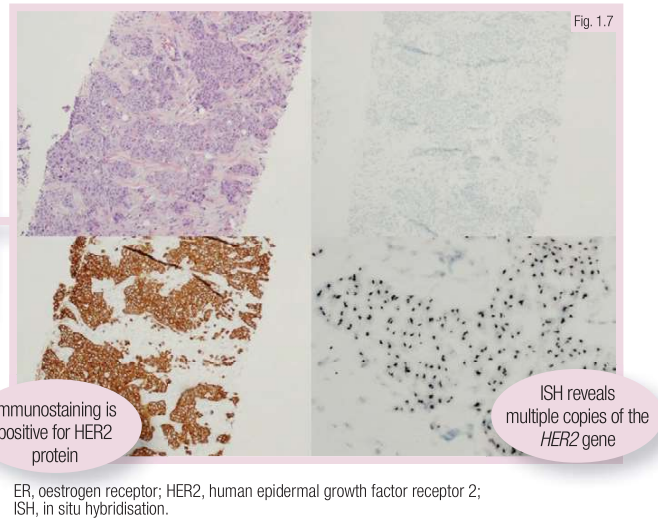 Fig. 1.7
mmunostaining is
positive for HER2
protein
ISH reveals
multiple copies of the
HER2 gene
ER, oestrogen receptor; HER2, human epidermal growth factor receptor 2;
ISH, in situ hybridisation.